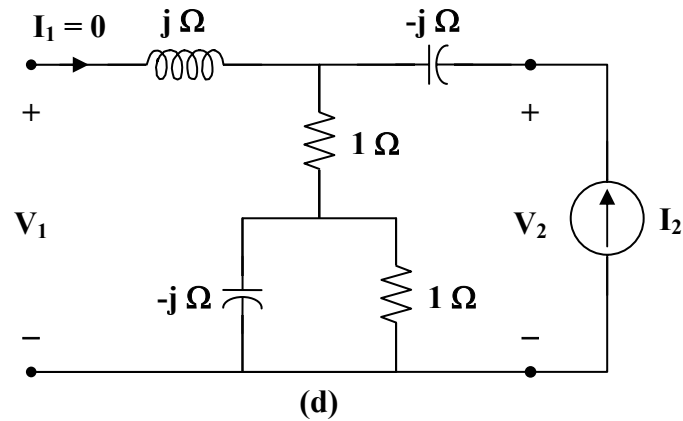 I₁ = 0
j Ω
-j Ω
+
+
1 Ω
V₁
V₂
I₂
-j Ω
1 Ω
–
–
(d)